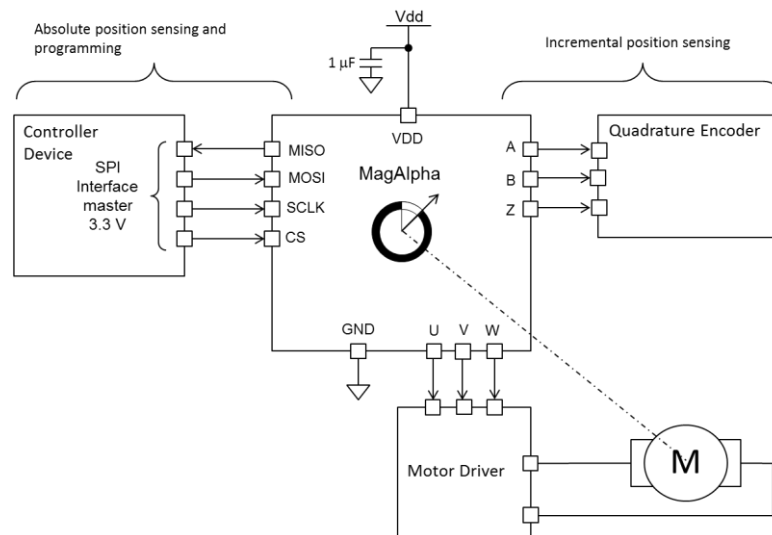 Absolute position sensing and
programming
Vdd
1 µF
Incremental position sensing
Controller
Device
SPI
Interface
master
3.3 V
VDD
MISO
MOSI
SCLK
CS
MagAlpha
A
B
Z
Quadrature Encoder
GND
U
V
W
Motor Driver
M